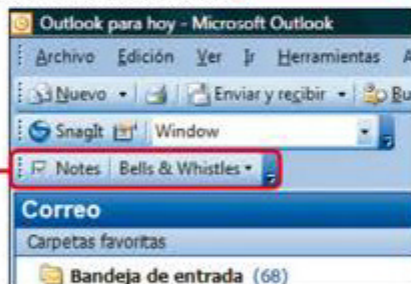 Outlook para hoy - Microsoft Outlook
Archivo Edición Ver Ir Herramientas A
Nuevo Enviar y recibir Bu
SnagIt Window
Notes Bells & Whistles
Correo
Carpetas favoritas
Bandeja de entrada (68)